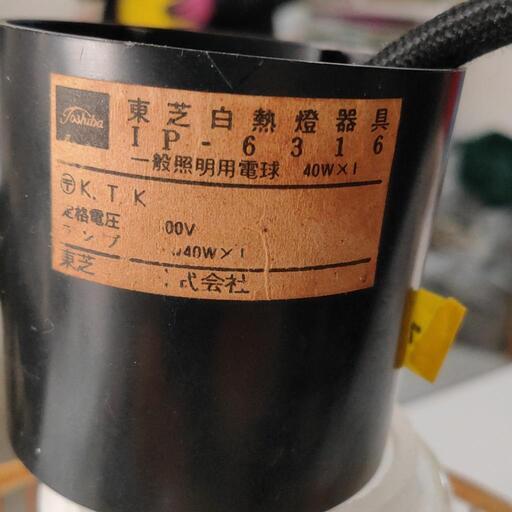 Toshiba
東芝白熱燈器具
IP-6316
一般照明用電球 40W×1
〒K.T.K
定格電圧 00V
ランプ 40W×1
東芝 式会社